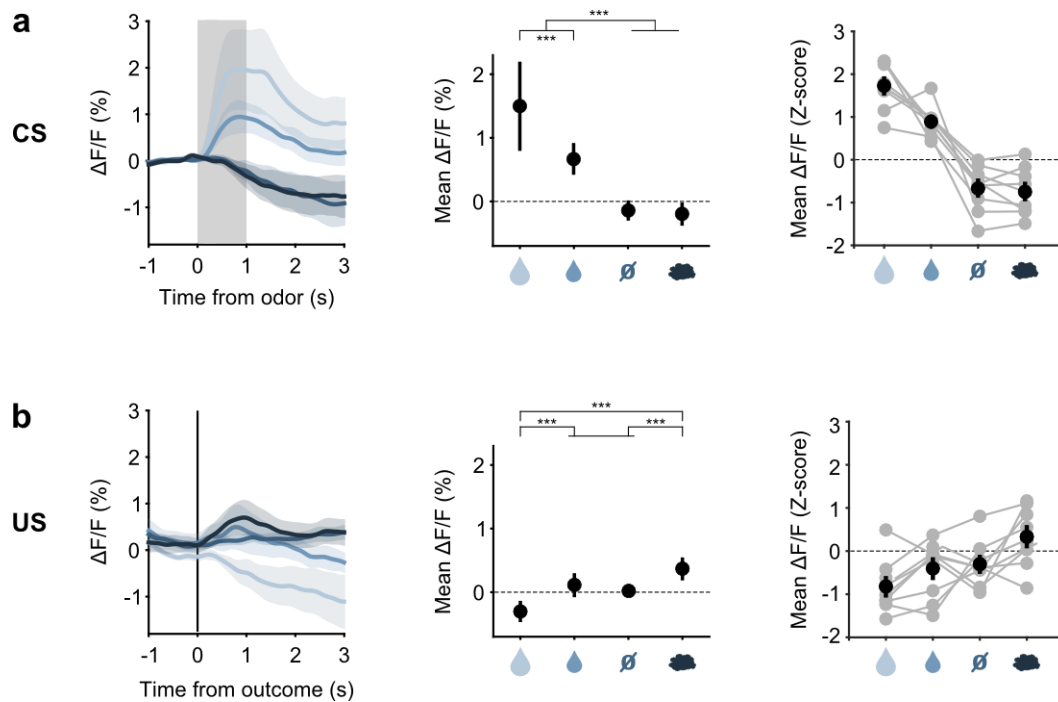 a
CS
ΔF/F (%)
3
2
1
0
-1
-1 0 1 2 3
Time from odor (s)
***
***
Mean ΔF/F (%)
2
1
0
Ø
Mean ΔF/F (Z-score)
3
2
1
0
-1
-2
Ø
b
US
ΔF/F (%)
3
2
1
0
-1
-1 0 1 2 3
Time from outcome (s)
***
*** ***
Mean ΔF/F (%)
2
1
0
Ø
Mean ΔF/F (Z-score)
3
2
1
0
-1
-2
Ø